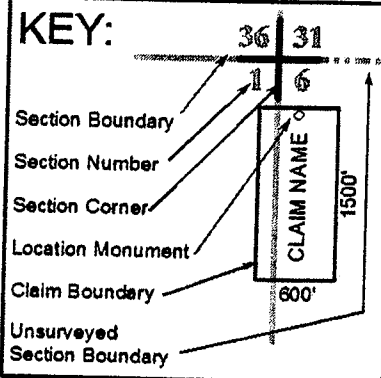 KEY:
36 31
1 6
Section Boundary
Section Number
Section Corner
Location Monument
Claim Boundary
Unsurveyed
Section Boundary
CLAIM NAME
1500'
600'